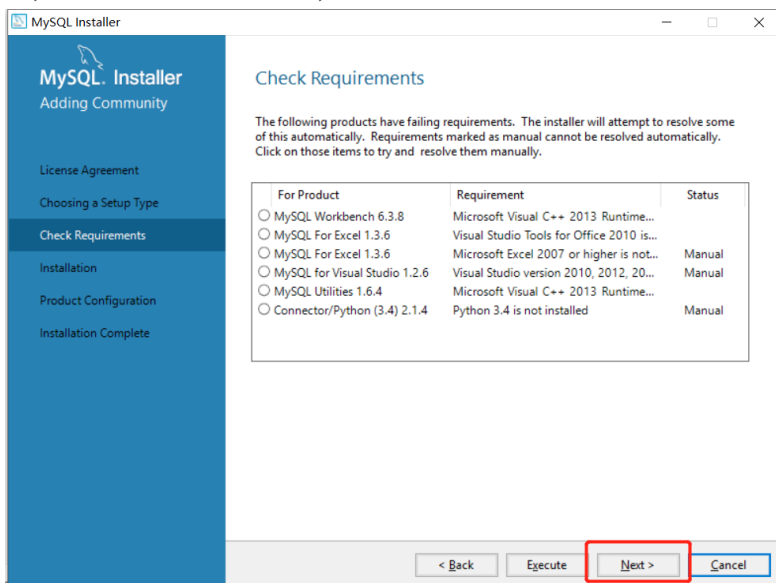 MySQL Installer
MySQL. Installer
Adding Community
License Agreement
Choosing a Setup Type
Check Requirements
Installation
Product Configuration
Installation Complete
Check Requirements
The following products have failing requirements. The installer will attempt to resolve some
of this automatically. Requirements marked as manual cannot be resolved automatically.
Click on those items to try and resolve them manually.
For Product Requirement Status
MySQL Workbench 6.3.8 Microsoft Visual C++ 2013 Runtime...
MySQL For Excel 1.3.6 Visual Studio Tools for Office 2010 is...
MySQL For Excel 1.3.6 Microsoft Excel 2007 or higher is not... Manual
MySQL for Visual Studio 1.2.6 Visual Studio version 2010, 2012, 20... Manual
MySQL Utilities 1.6.4 Microsoft Visual C++ 2013 Runtime...
Connector/Python (3.4) 2.1.4 Python 3.4 is not installed Manual
< Back Execute Next > Cancel